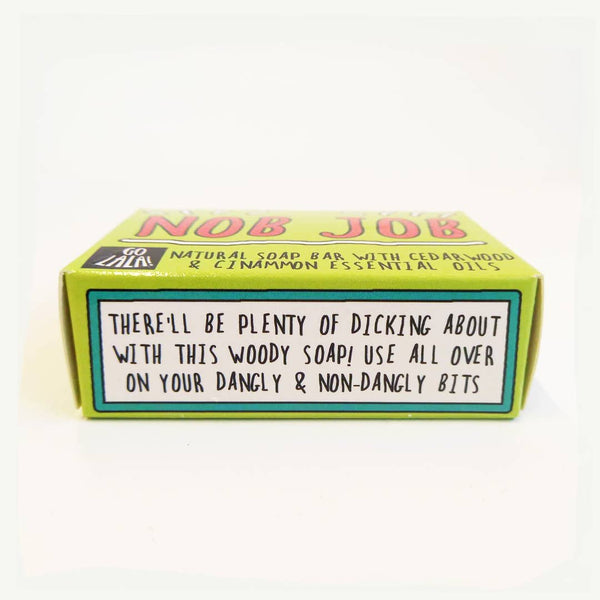 NOB JOB
GO
LALA!
NATURAL SOAP BAR WITH CEDARWOOD
& CINAMMON ESSENTIAL OILS
THERE'LL BE PLENTY OF DICKING ABOUT
WITH THIS WOODY SOAP! USE ALL OVER
ON YOUR DANGLY & NON-DANGLY BITS